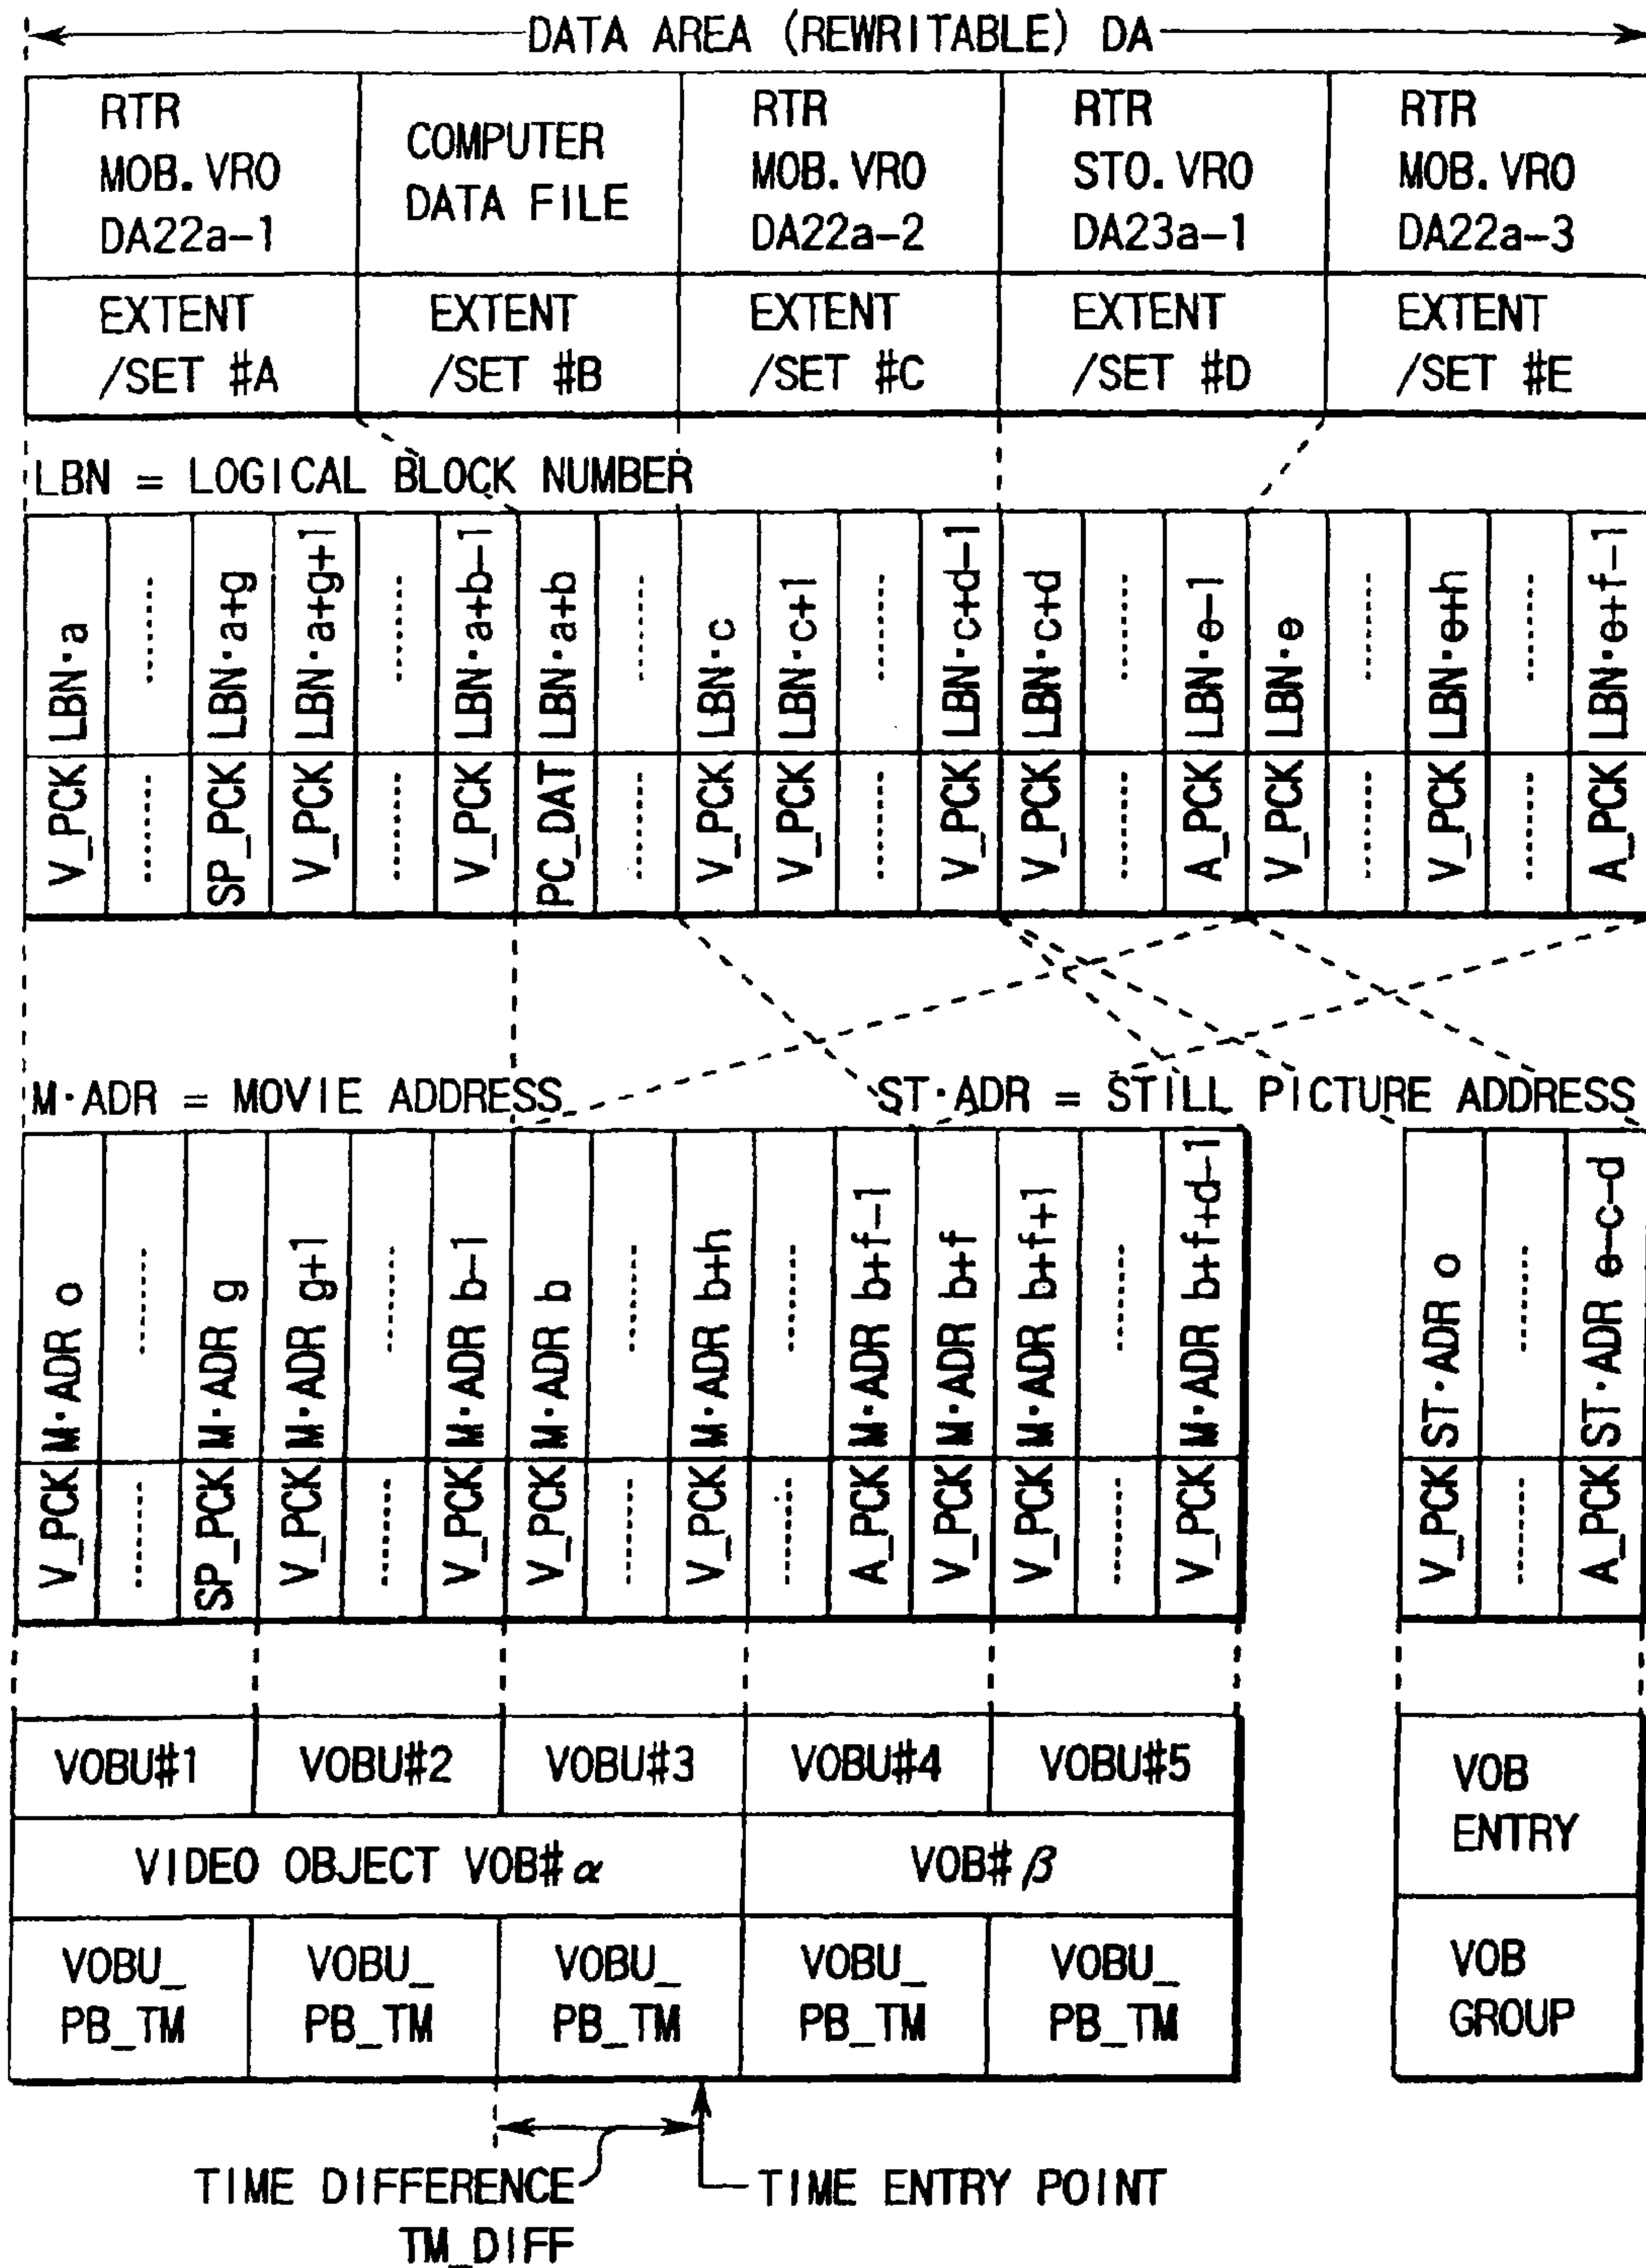 DATA AREA (REWRITABLE) DA
RTR MOB.VRO DA22a-1
COMPUTER DATA FILE
RTR MOB.VRO DA22a-2
RTR STO.VRO DA23a-1
RTR MOB.VRO DA22a-3
EXTENT /SET #A
EXTENT /SET #B
EXTENT /SET #C
EXTENT /SET #D
EXTENT /SET #E
LBN = LOGICAL BLOCK NUMBER
V_PCK LBN·a
SP_PCK LBN·a+g
V_PCK LBN·a+g+1
V_PCK LBN·a+b-1
PC_DAT LBN·a+b
V_PCK LBN·c
V_PCK LBN·c+1
V_PCK LBN·c+d-1
V_PCK LBN·c+d
A_PCK LBN·e-1
V_PCK LBN·e
V_PCK LBN·e+h
A_PCK LBN·e+f-1
M·ADR = MOVIE ADDRESS
ST·ADR = STILL PICTURE ADDRESS
V_PCK M·ADR o
SP_PCK M·ADR g
V_PCK M·ADR g+1
V_PCK M·ADR b-1
V_PCK M·ADR b
V_PCK M·ADR b+h
A_PCK M·ADR b+f-1
V_PCK M·ADR b+f
V_PCK M·ADR b+f+1
V_PCK M·ADR b+f+d-1
V_PCK ST·ADR o
A_PCK ST·ADR e-c-d
VOBU#1
VOBU#2
VOBU#3
VOBU#4
VOBU#5
VOB ENTRY
VIDEO OBJECT VOB#α
VOB#β
VOBU_ PB_TM
VOBU_ PB_TM
VOBU_ PB_TM
VOBU_ PB_TM
VOBU_ PB_TM
VOB GROUP
TIME DIFFERENCE TM_DIFF
TIME ENTRY POINT